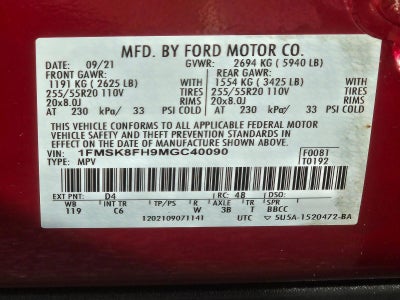 MFD. BY FORD MOTOR CO.
DATE: 09/21 GVWR: 2694 KG (5940 LB)
FRONT GAWR: REAR GAWR:
1191 KG (2625 LB) 1554 KG (3425 LB)
255/55R20 110V TIRES 255/55R20 110V TIRES
20x8.0J RIMS 20x8.0J RIMS
AT 230 kPa/ 33 PSI COLD AT 230 kPa/ 33 PSI COLD
THIS VEHICLE CONFORMS TO ALL APPLICABLE FEDERAL MOTOR
VEHICLE SAFETY AND THEFT PREVENTION STANDARDS IN EFFECT ON THE
DATE OF MANUFACTURE SHOWN ABOVE.
VIN: 1FMSK8FH9MGC40090 F0081
TYPE: MPV T0192
EXT PNT: D4 RC: 48 DSO:
WB INT TR TP/PS R AXLE TR SPR
119 C6 W 3B T BBCC
1202109071141 UTC 5U5A-1520472-BA